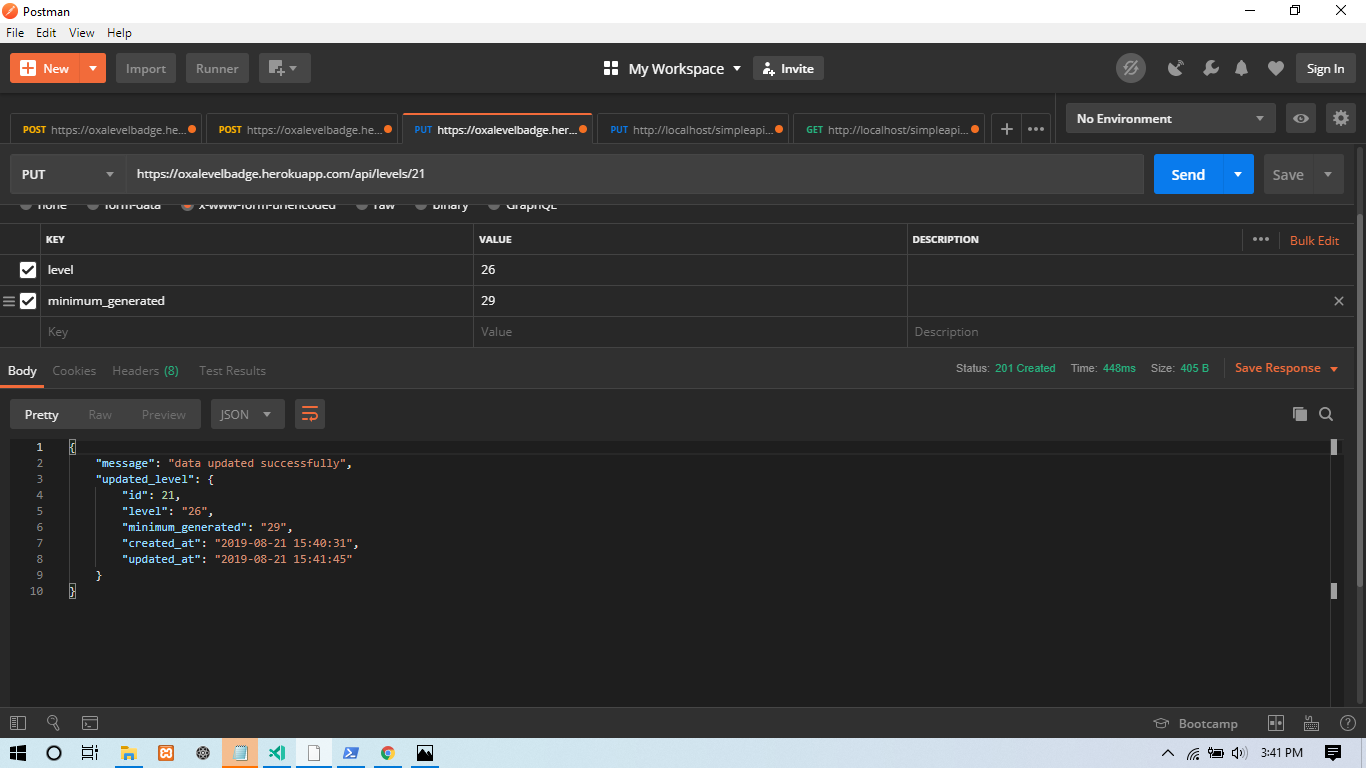 Postman
File Edit View Help
New Import Runner My Workspace Invite Sign In
POST https://oxalevelbadge.he... POST https://oxalevelbadge.he... PUT https://oxalevelbadge.her... PUT http://localhost/simpleapi... GET http://localhost/simpleapi... No Environment
PUT https://oxalevelbadge.herokuapp.com/api/levels/21 Send Save
none form-data x-www-form-urlencoded raw binary GraphQL
KEY VALUE DESCRIPTION Bulk Edit
level 26
minimum_generated 29
Key Value Description
Body Cookies Headers (8) Test Results Status: 201 Created Time: 448ms Size: 405 B Save Response
Pretty Raw Preview JSON
1 {
2 "message": "data updated successfully",
3 "updated_level": {
4 "id": 21,
5 "level": "26",
6 "minimum_generated": "29",
7 "created_at": "2019-08-21 15:40:31",
8 "updated_at": "2019-08-21 15:41:45"
9 }
10 }
Bootcamp
3:41 PM